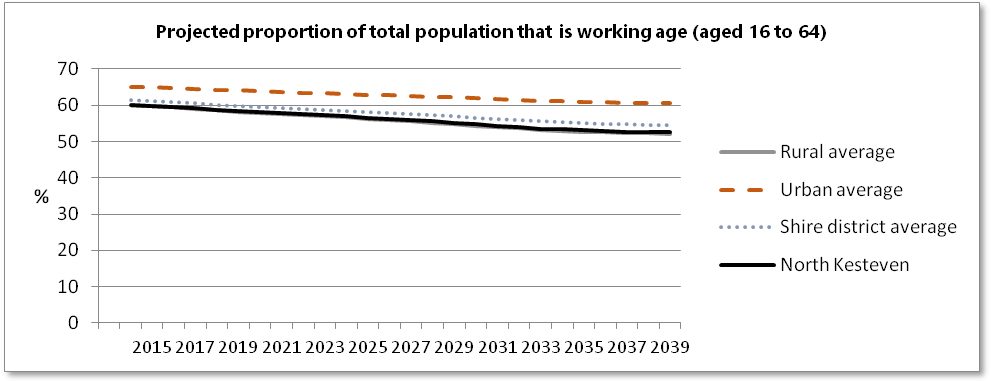 Projected proportion of total population that is working age (aged 16 to 64)
70
60
50
40
%
30
20
10
0
2015 2017 2019 2021 2023 2025 2027 2029 2031 2033 2035 2037 2039
Rural average
Urban average
Shire district average
North Kesteven